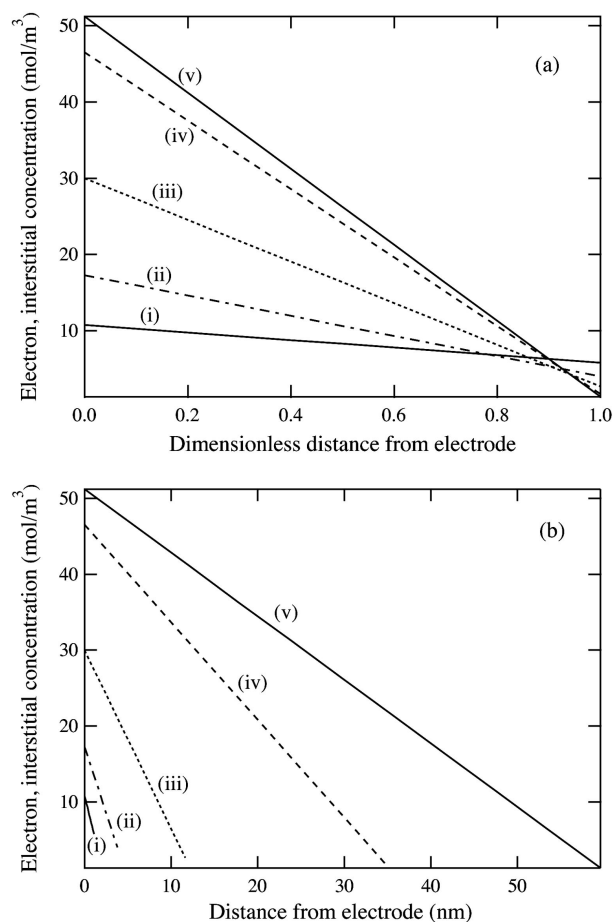 50
40
30
20
10
(a)
(v)
(iv)
(iii)
(ii)
(i)
0.0 0.2 0.4 0.6 0.8 1.0
Dimensionless distance from electrode
Electron, interstitial concentration (mol/m³)
50
40
30
20
10
(b)
(v)
(iv)
(iii)
(ii)
(i)
0 10 20 30 40 50
Distance from electrode (nm)
Electron, interstitial concentration (mol/m³)